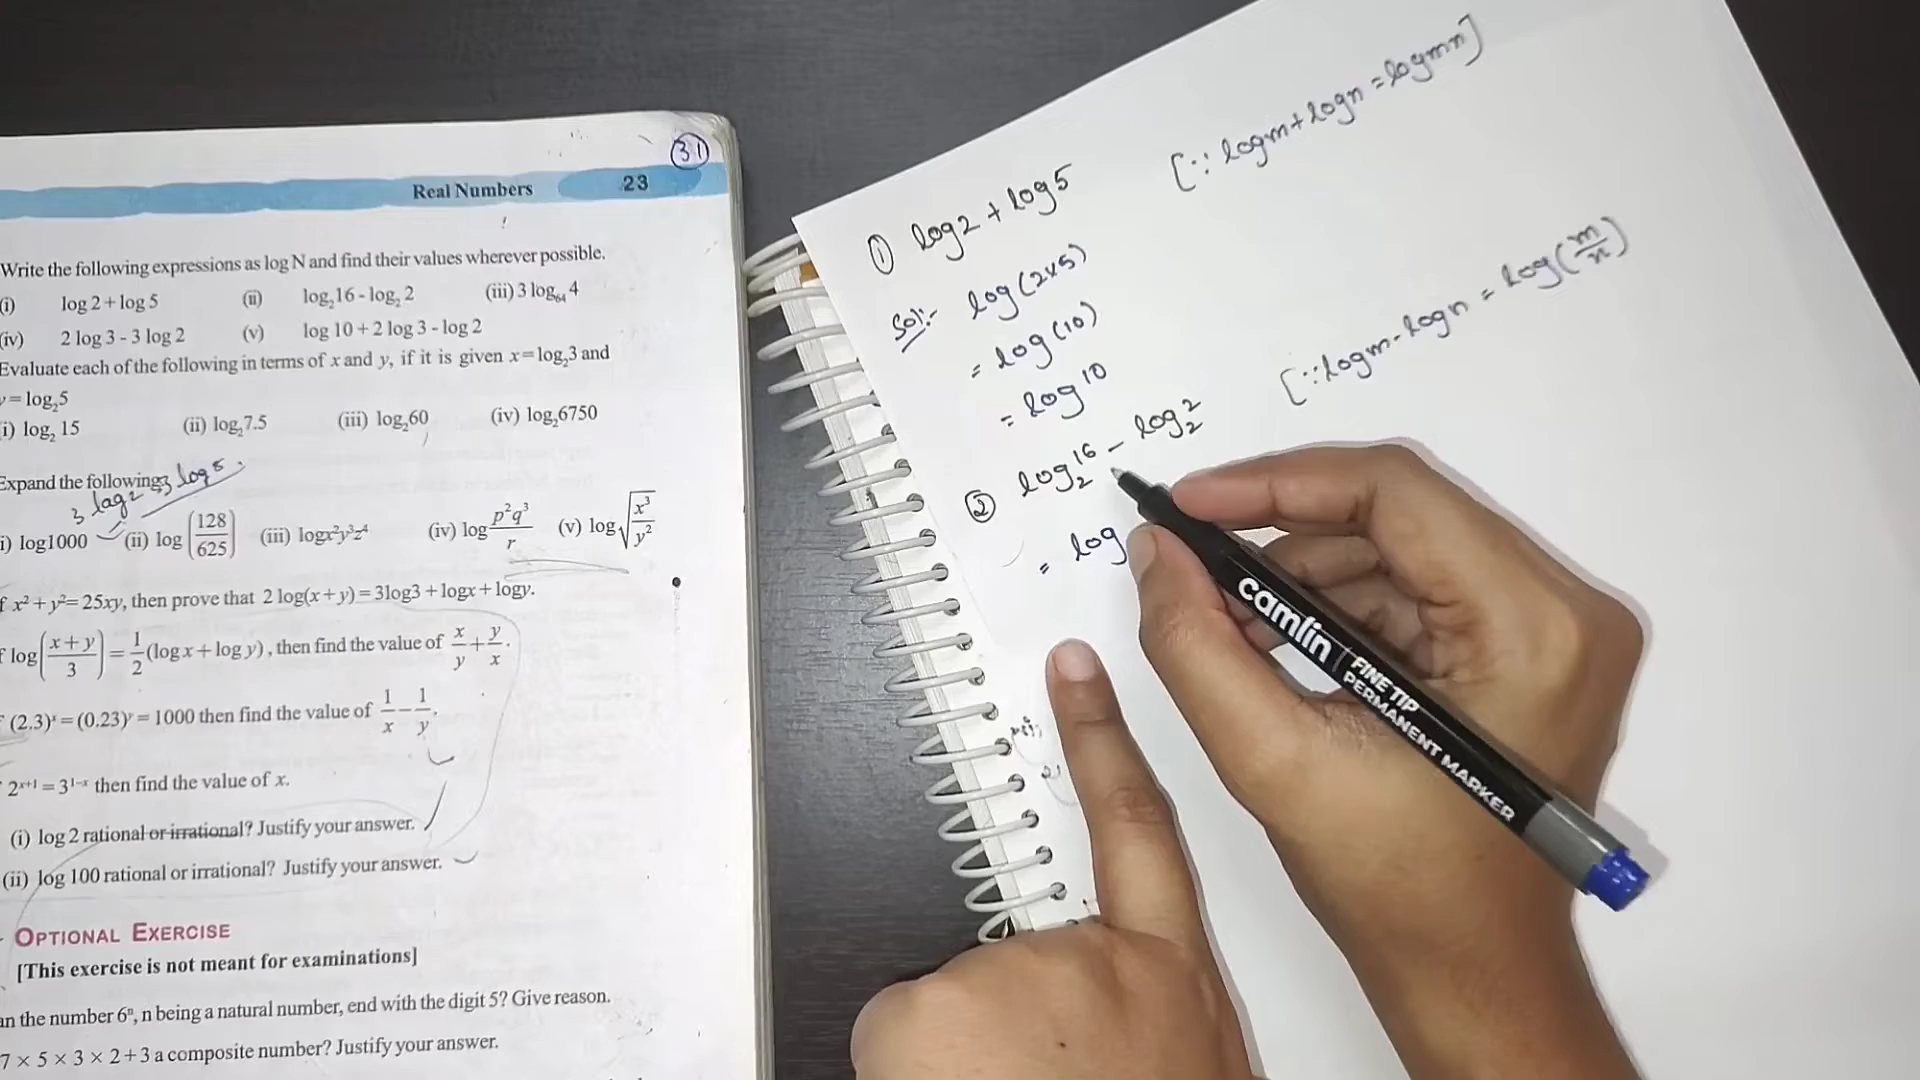 31
Real Numbers 23
Write the following expressions as log N and find their values wherever possible.
(i) log 2 + log 5 (ii) log₂16 - log₂ 2 (iii) 3 log₆₄ 4
(iv) 2 log 3 - 3 log 2 (v) log 10 + 2 log 3 - log 2
Evaluate each of the following in terms of x and y, if it is given x = log₂3 and
y = log₂5
i) log₂ 15 (ii) log₂7.5 (iii) log₂60 (iv) log₂6750
Expand the following
3 log2 3 log5
i) log1000 (ii) log (128/625) (iii) logx²y³z⁴ (iv) log p²q³/r (v) log√(x³/y²)
f x² + y² = 25xy, then prove that 2 log(x + y) = 3log3 + logx + logy.
f log((x + y)/3) = 1/2 (log x + log y), then find the value of x/y + y/x.
(2.3)ˣ = (0.23)ʸ = 1000 then find the value of 1/x - 1/y.
2ˣ⁺¹ = 3¹⁻ˣ then find the value of x.
(i) log 2 rational or irrational? Justify your answer.
(ii) log 100 rational or irrational? Justify your answer.
OPTIONAL EXERCISE
[This exercise is not meant for examinations]
an the number 6ⁿ, n being a natural number, end with the digit 5? Give reason.
7 × 5 × 3 × 2 + 3 a composite number? Justify your answer.
① log2 + log5 [∵ logm + logn = logmn]
Sol:- log(2×5)
= log(10)
= log10
② log₂16 - log₂2 [∵ logm - logn = log(m/n)]
= log
camlin FINE TIP
PERMANENT MARKER